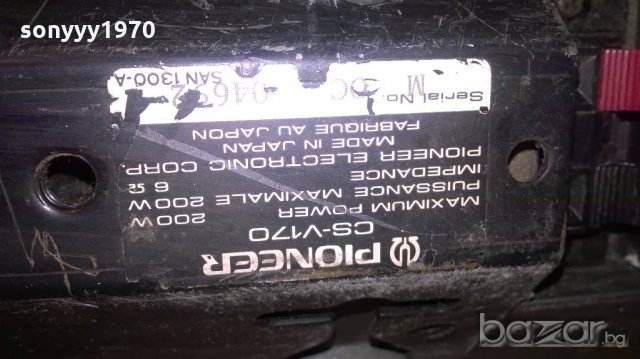 sonyyy1970
PIONEER
CS-V170
MAXIMUM POWER 200W
PUISSANCE MAXIMALE 200W
IMPEDANCE 6 Ω
PIONEER ELECTRONIC CORP.
MADE IN JAPAN
FABRIQUE AU JAPON
Serial No.
SAN1300-A
bazar.bg